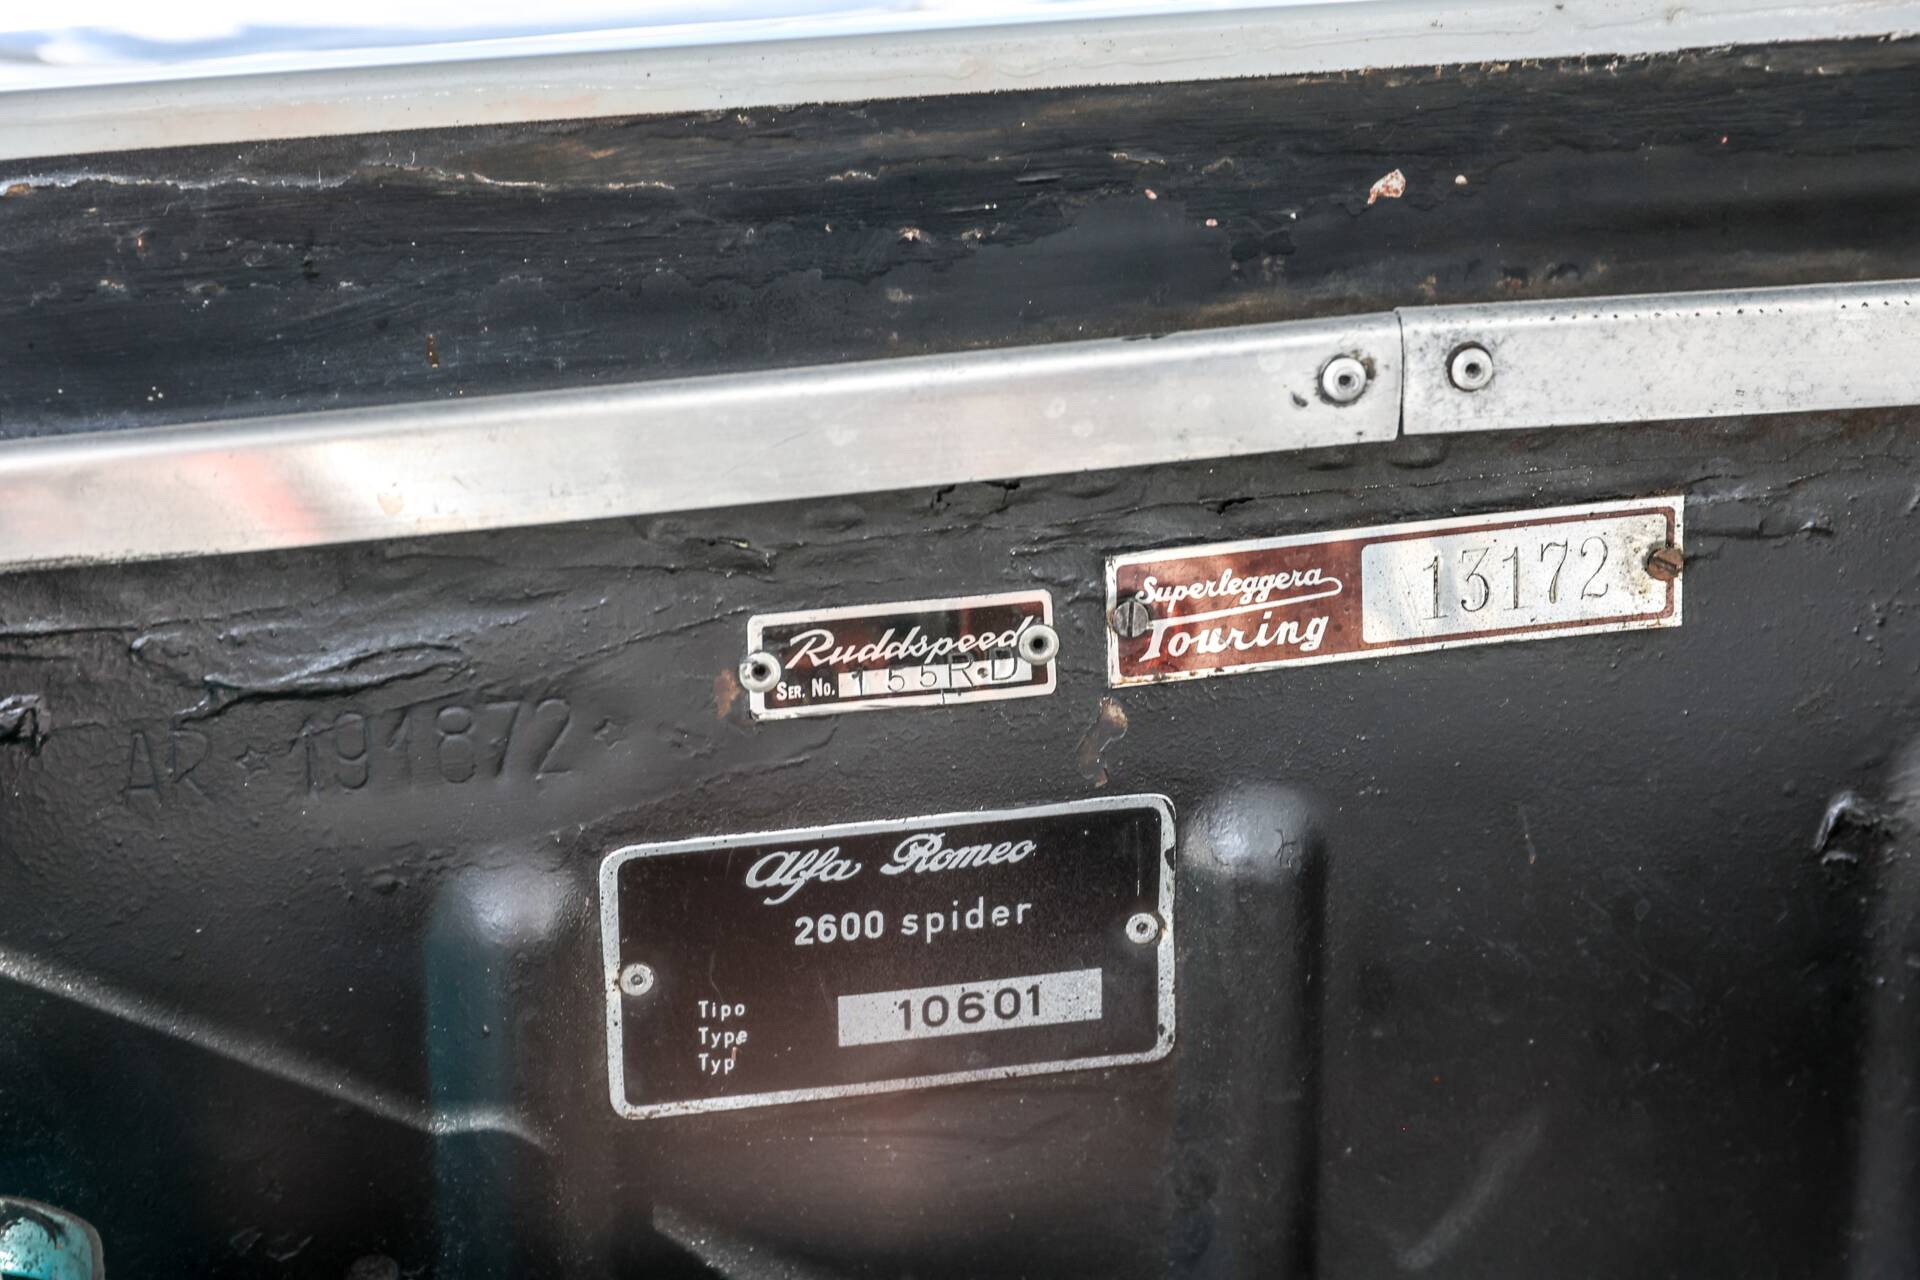 Superleggera
Touring
13172
Ruddspeed
SER. No. 155RD
AR ★ 191872 ★
Alfa Romeo
2600 spider
Tipo
Type
Typ
10601